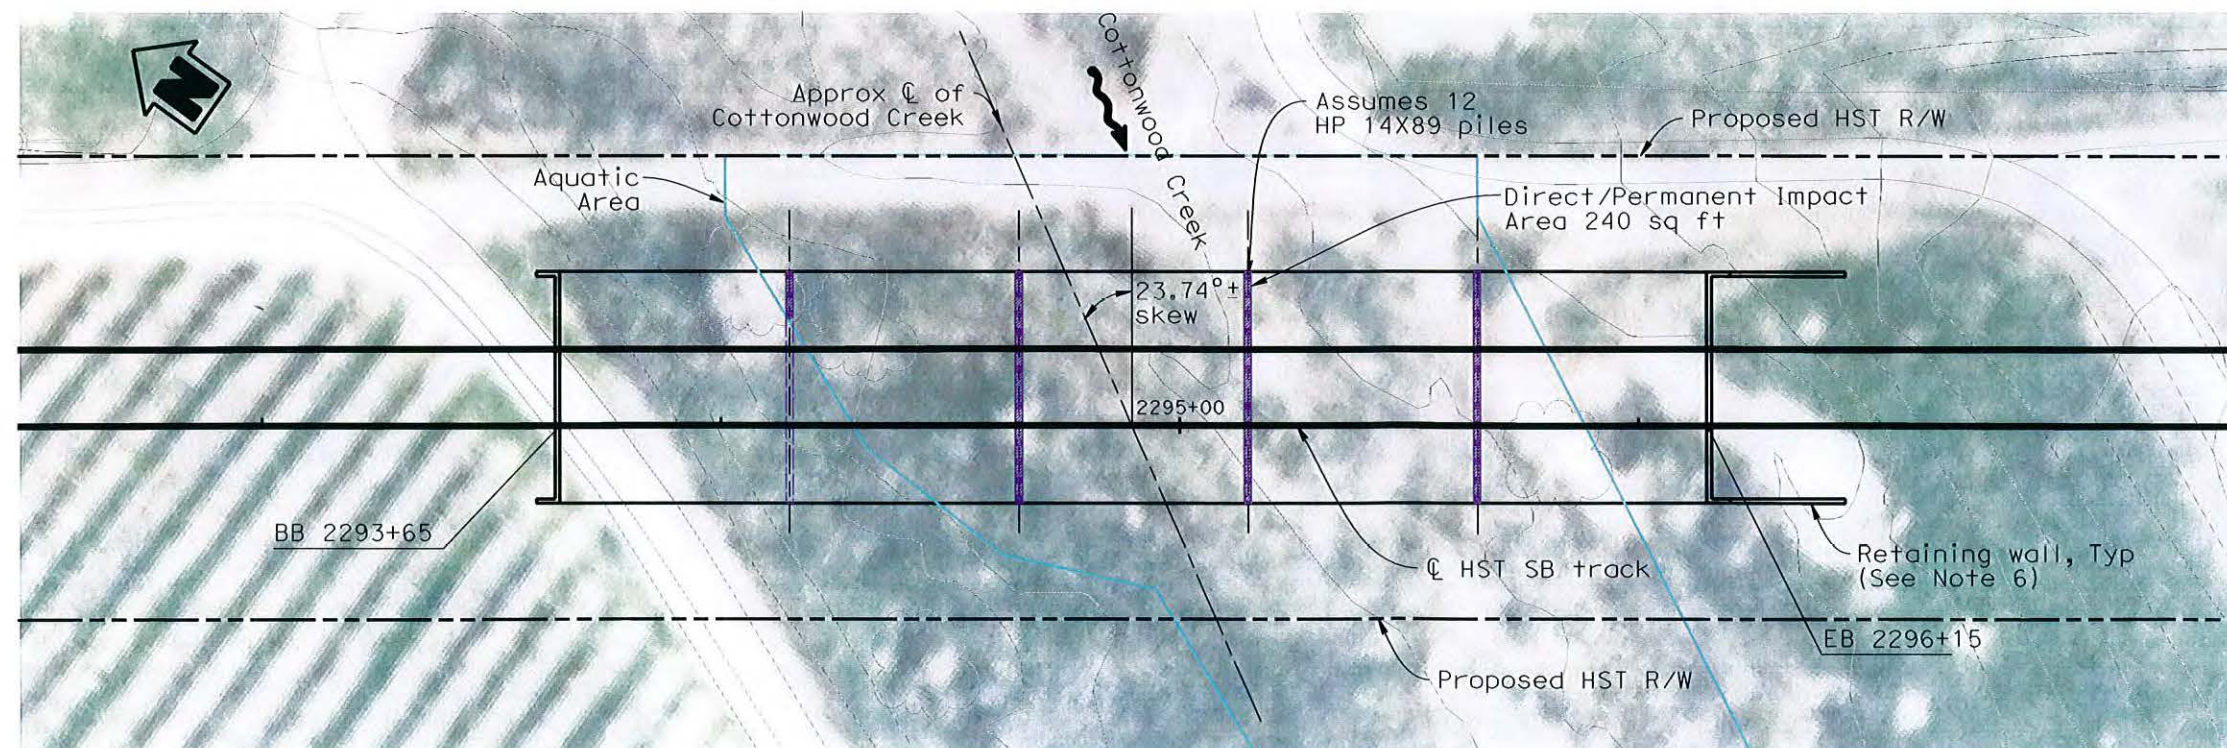 N
Cottonwood Creek
Approx ℄ of
Cottonwood Creek
Assumes 12
HP 14X89 piles
Proposed HST R/W
Aquatic
Area
Direct/Permanent Impact
Area 240 sq ft
23.74°±
skew
2295+00
BB 2293+65
℄ HST SB track
Retaining wall, Typ
(See Note 6)
EB 2296+15
Proposed HST R/W